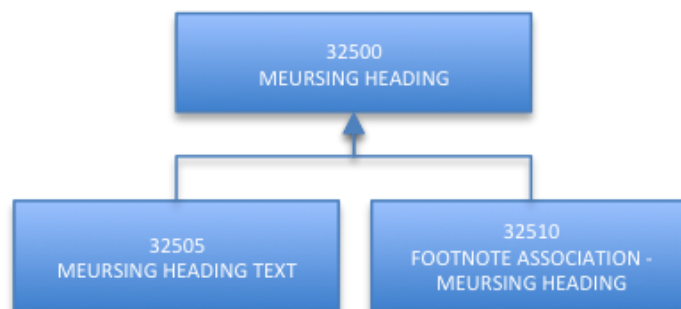 32500
MEURSING HEADING
32505
MEURSING HEADING TEXT
32510
FOOTNOTE ASSOCIATION -
MEURSING HEADING